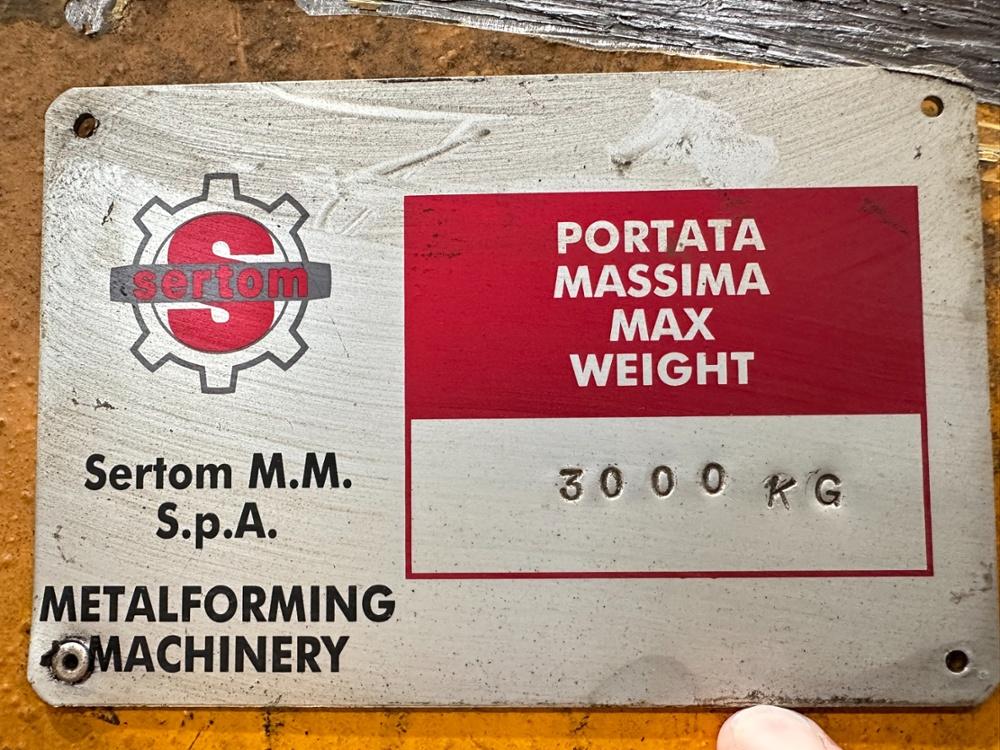 S
sertom
Sertom M.M.
S.p.A.
METALFORMING
MACHINERY
PORTATA
MASSIMA
MAX
WEIGHT
3000 KG